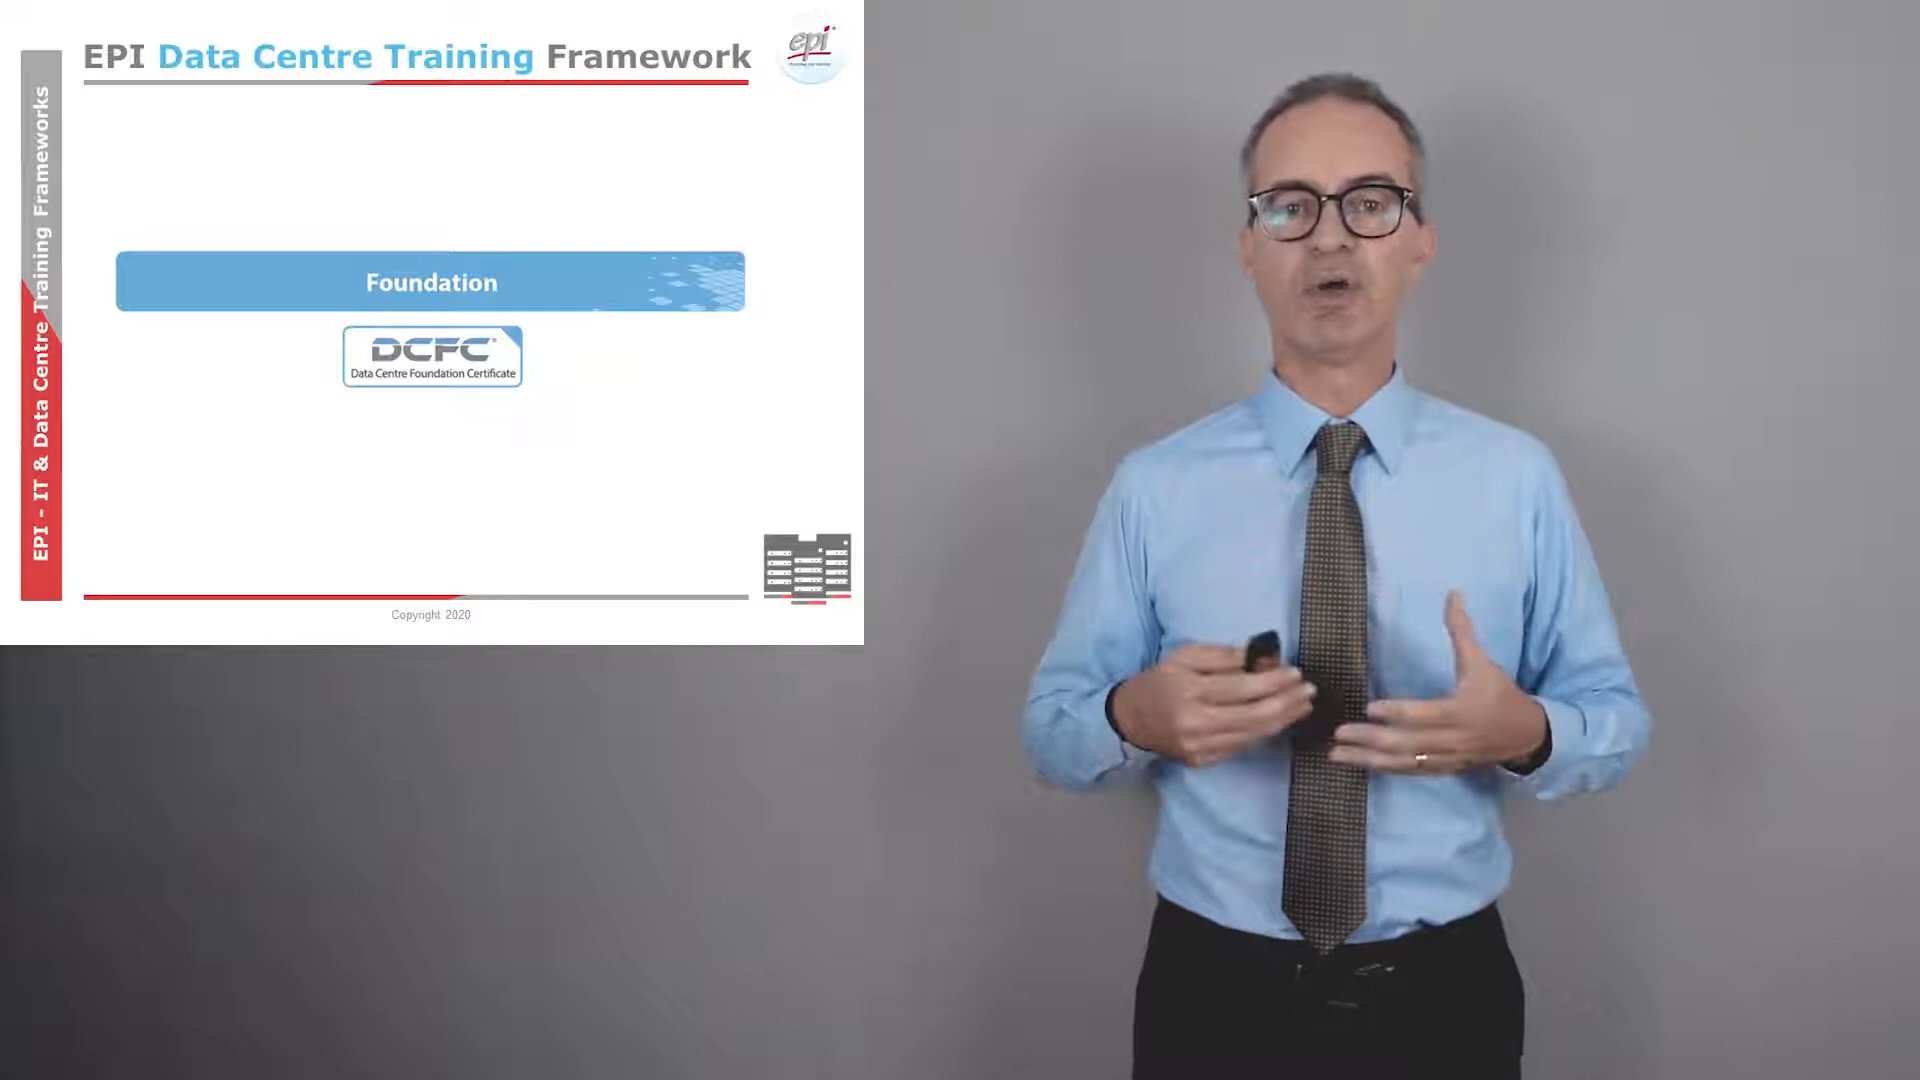 EPI Data Centre Training Framework
epi
EPI - IT & Data Centre Training Frameworks
Foundation
DCFC®
Data Centre Foundation Certificate
Copyright 2020